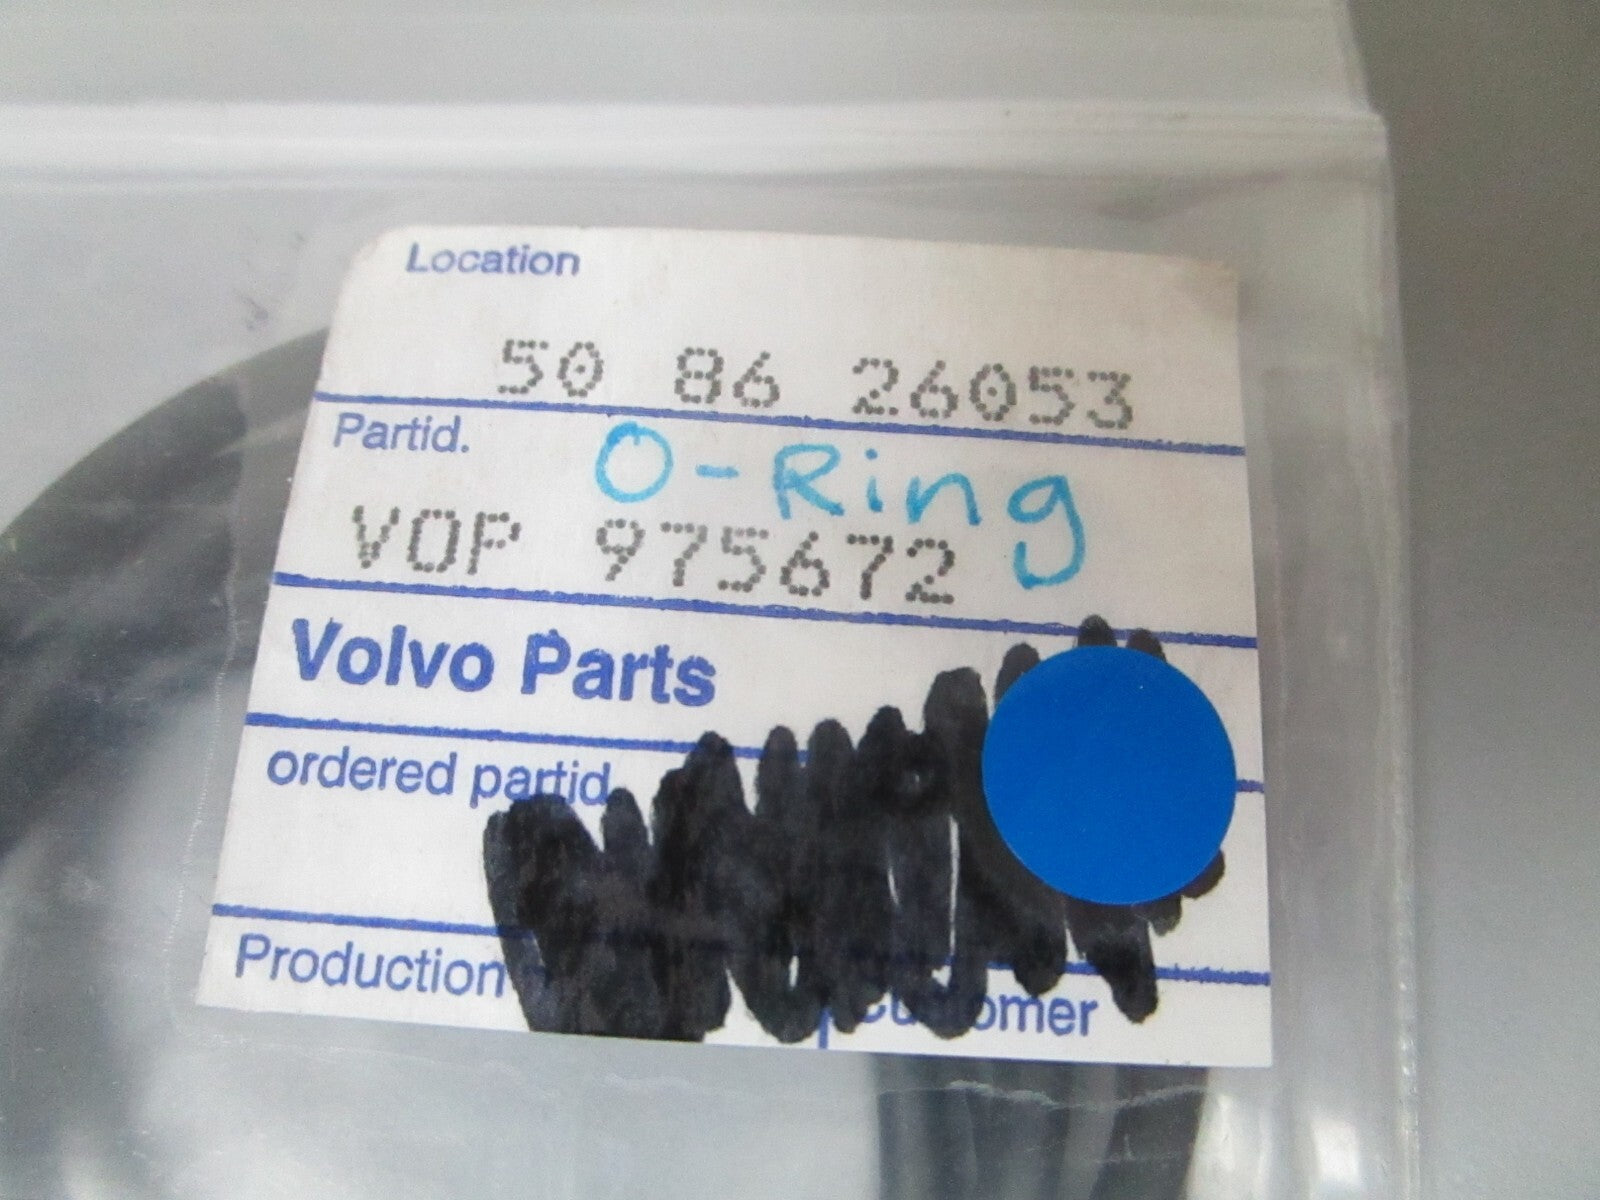 Location
50 86 26053
Partid.
O-Ring
VOP 975672
Volvo Parts
ordered partid
Production
customer